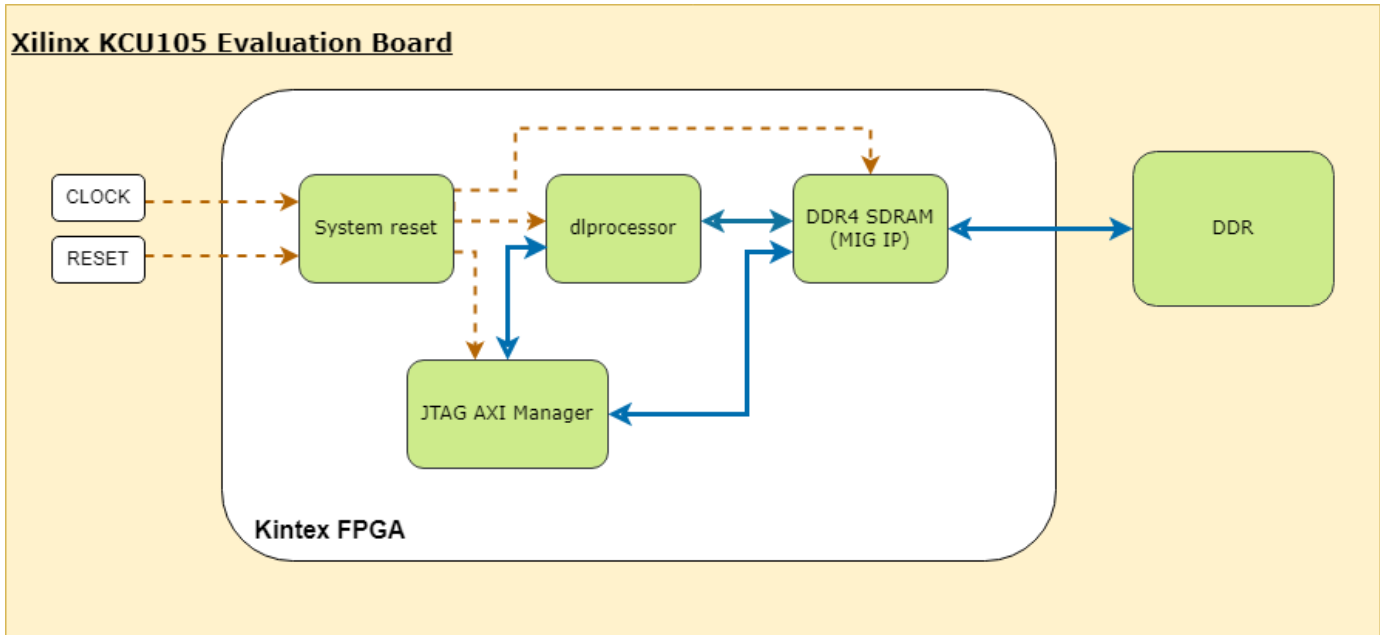 Xilinx KCU105 Evaluation Board
CLOCK
RESET
System reset
dlprocessor
DDR4 SDRAM
(MIG IP)
DDR
JTAG AXI Manager
Kintex FPGA